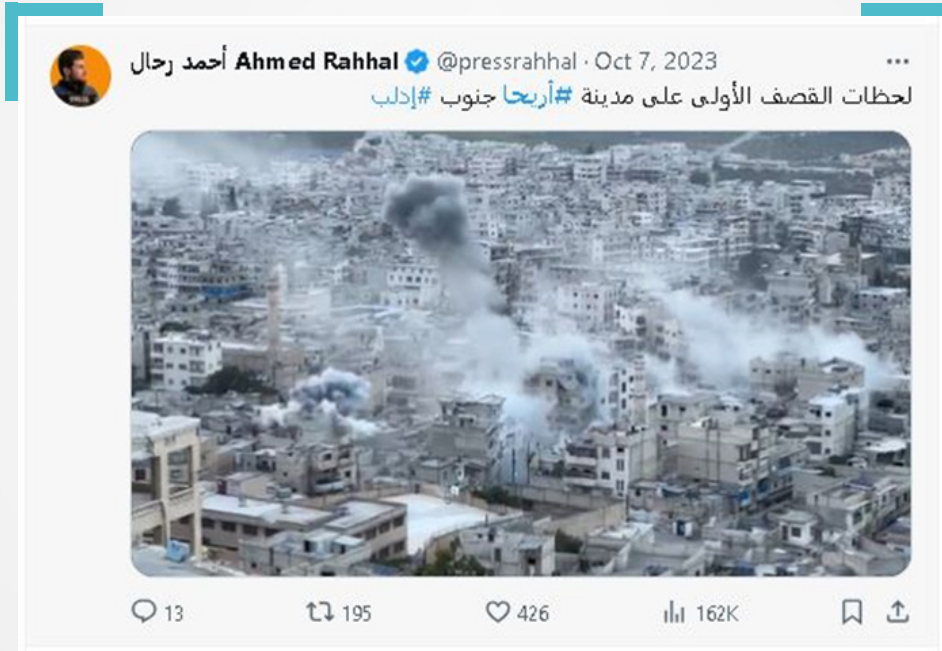 أحمد رحال Ahmed Rahhal @pressrahhal · Oct 7, 2023
لحظات القصف الأولى على مدينة #أريحا جنوب #إدلب
13 195 426 162K